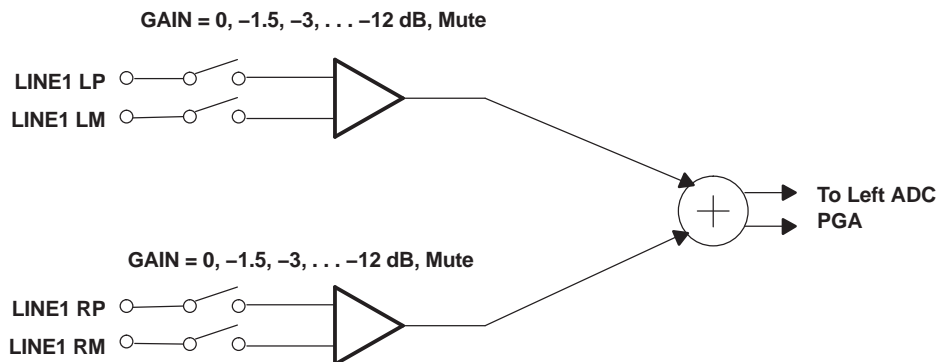 GAIN = 0, −1.5, −3, . . . −12 dB, Mute
LINE1 LP
LINE1 LM
To Left ADC
PGA
GAIN = 0, −1.5, −3, . . . −12 dB, Mute
LINE1 RP
LINE1 RM